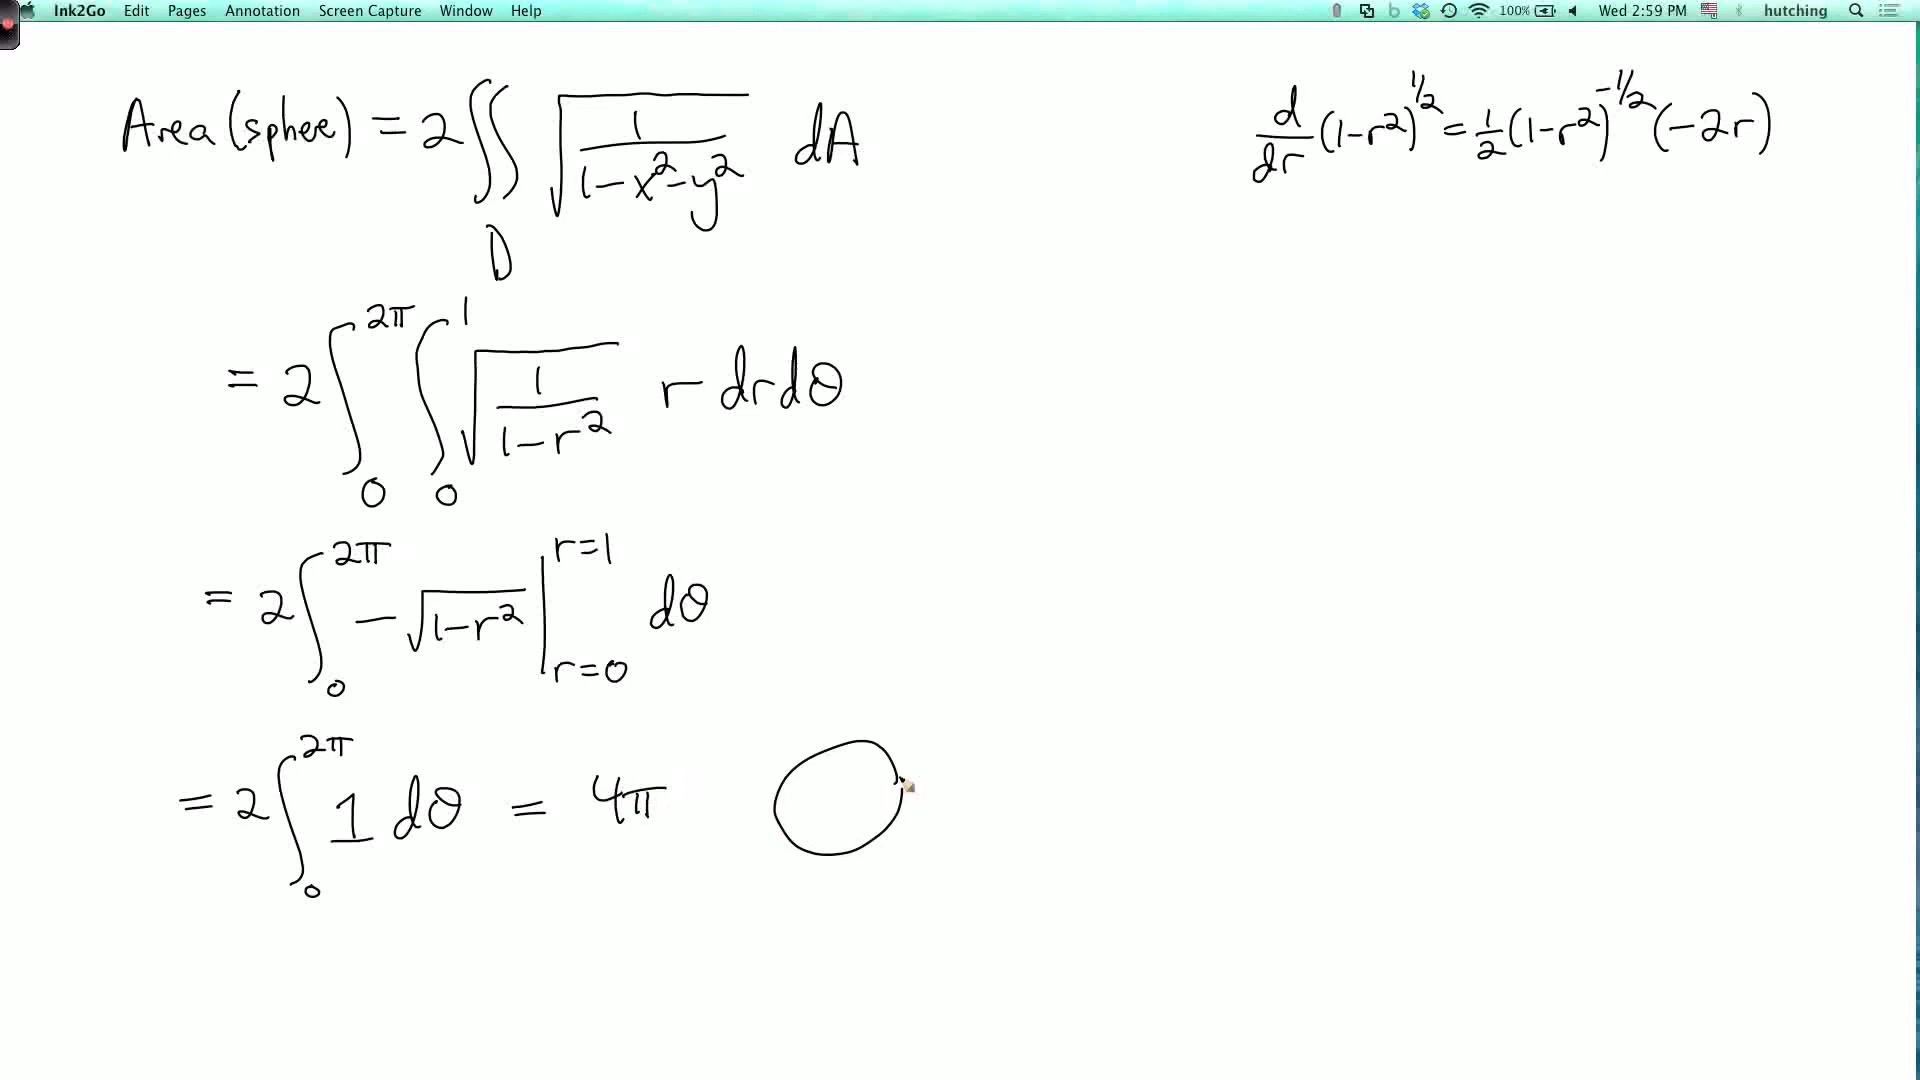 Ink2Go Edit Pages Annotation Screen Capture Window Help 100% Wed 2:59 PM hutching
Area (sphere) = 2 ∬_D √(1/(1-x²-y²)) dA
d/dr (1-r²)^{1/2} = 1/2 (1-r²)^{-1/2} (-2r)
= 2 ∫_0^{2π} ∫_0^1 √(1/(1-r²)) r dr dθ
= 2 ∫_0^{2π} -√(1-r²) |_{r=0}^{r=1} dθ
= 2 ∫_0^{2π} 1 dθ = 4π